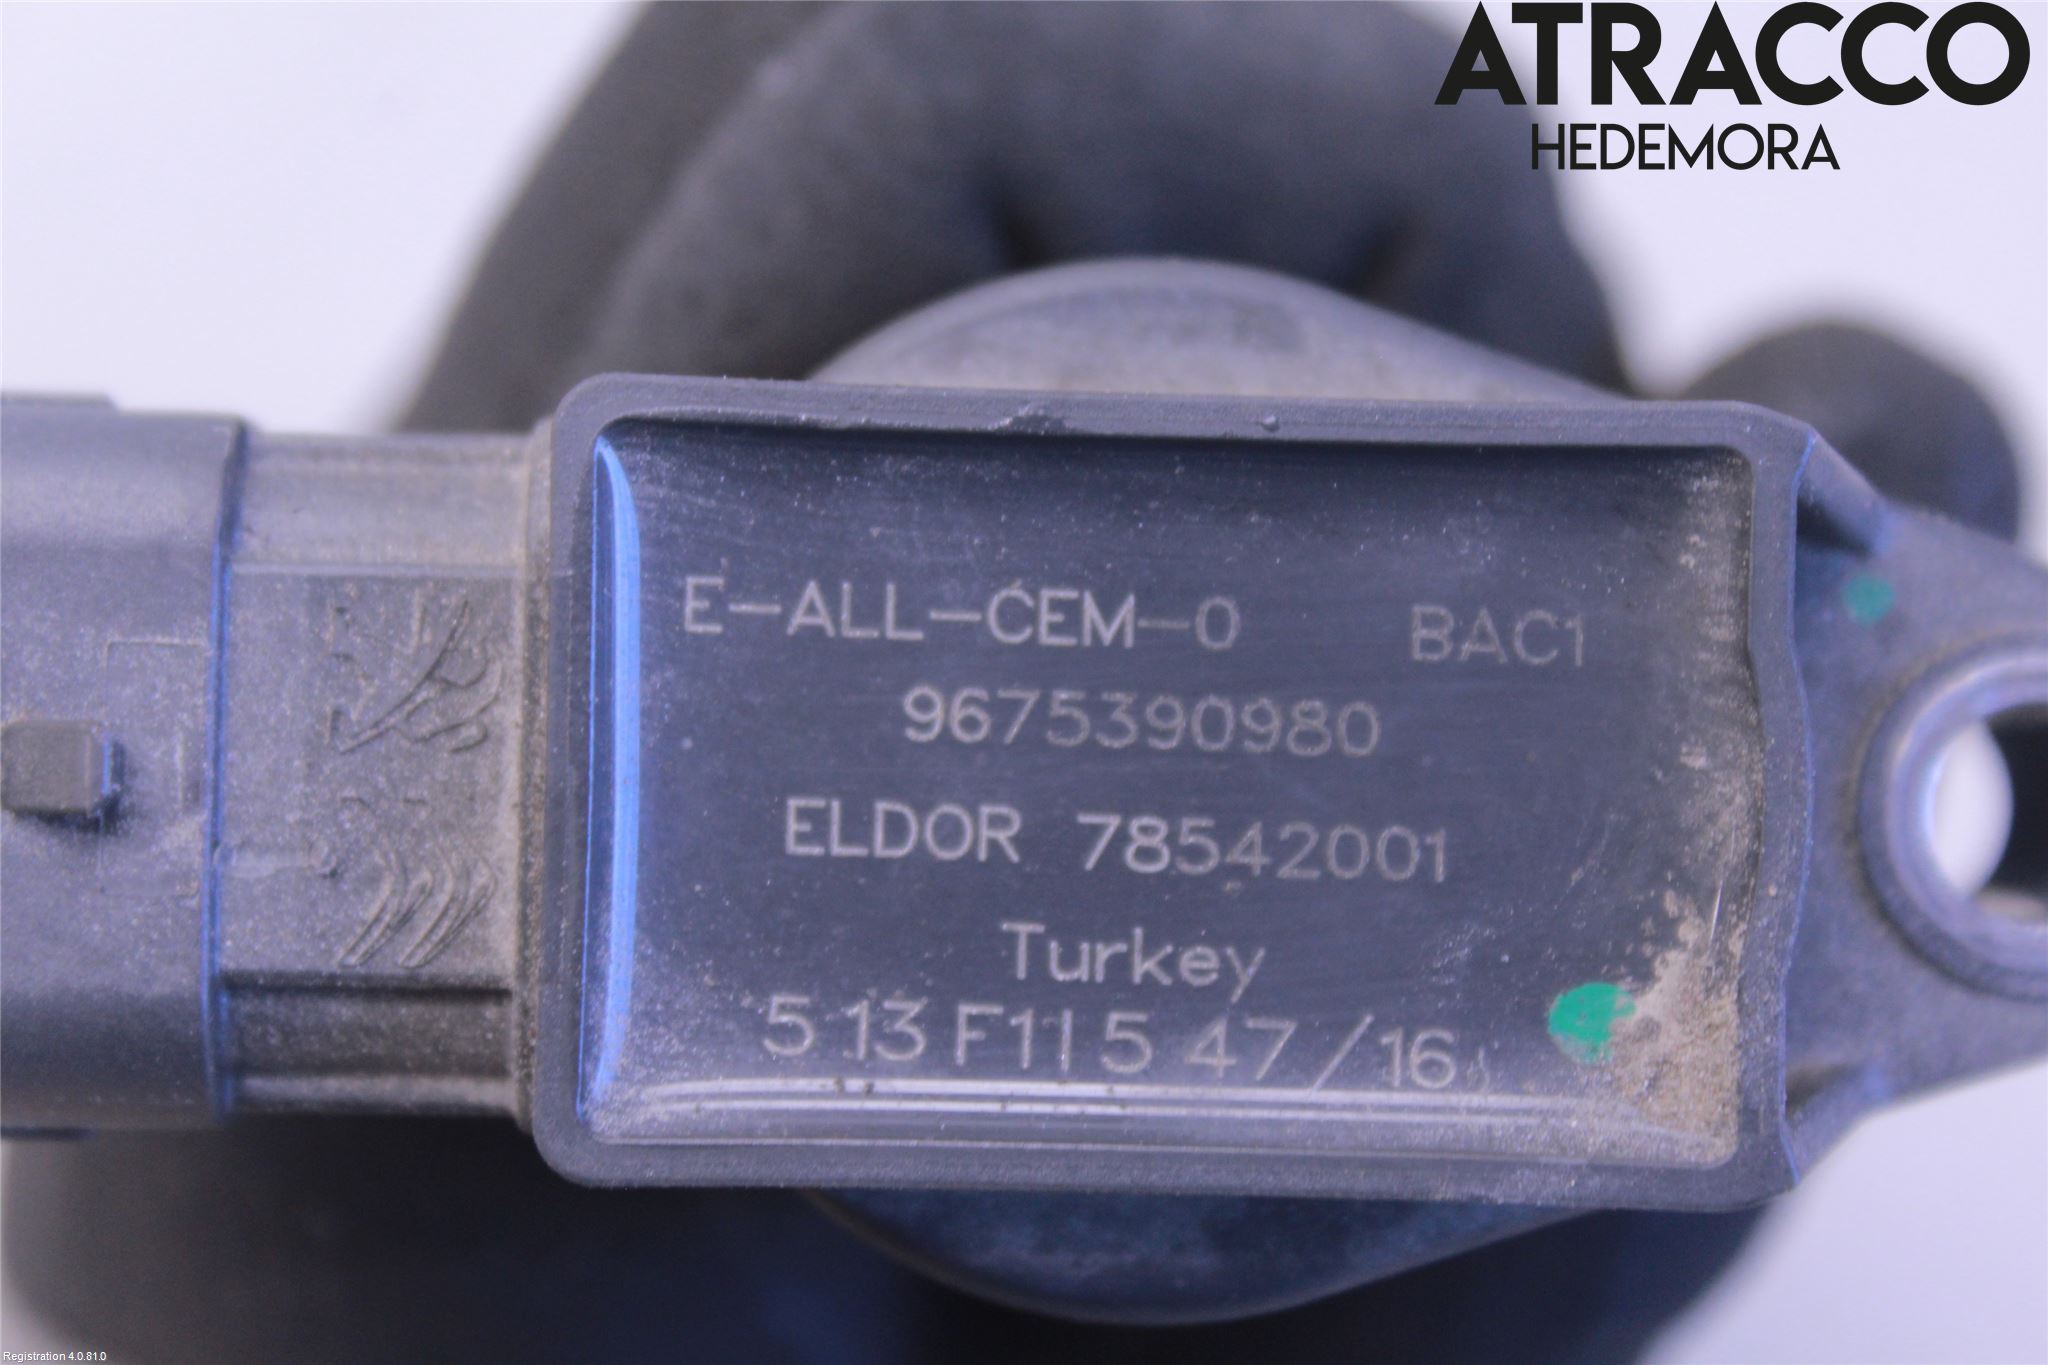 ATRACCO
HEDEMORA
E-ALL-CEM-0 BAC1
9675390980
ELDOR 78542001
Turkey
5 13 F11 5 47 / 16
Registration 4.0.81.0